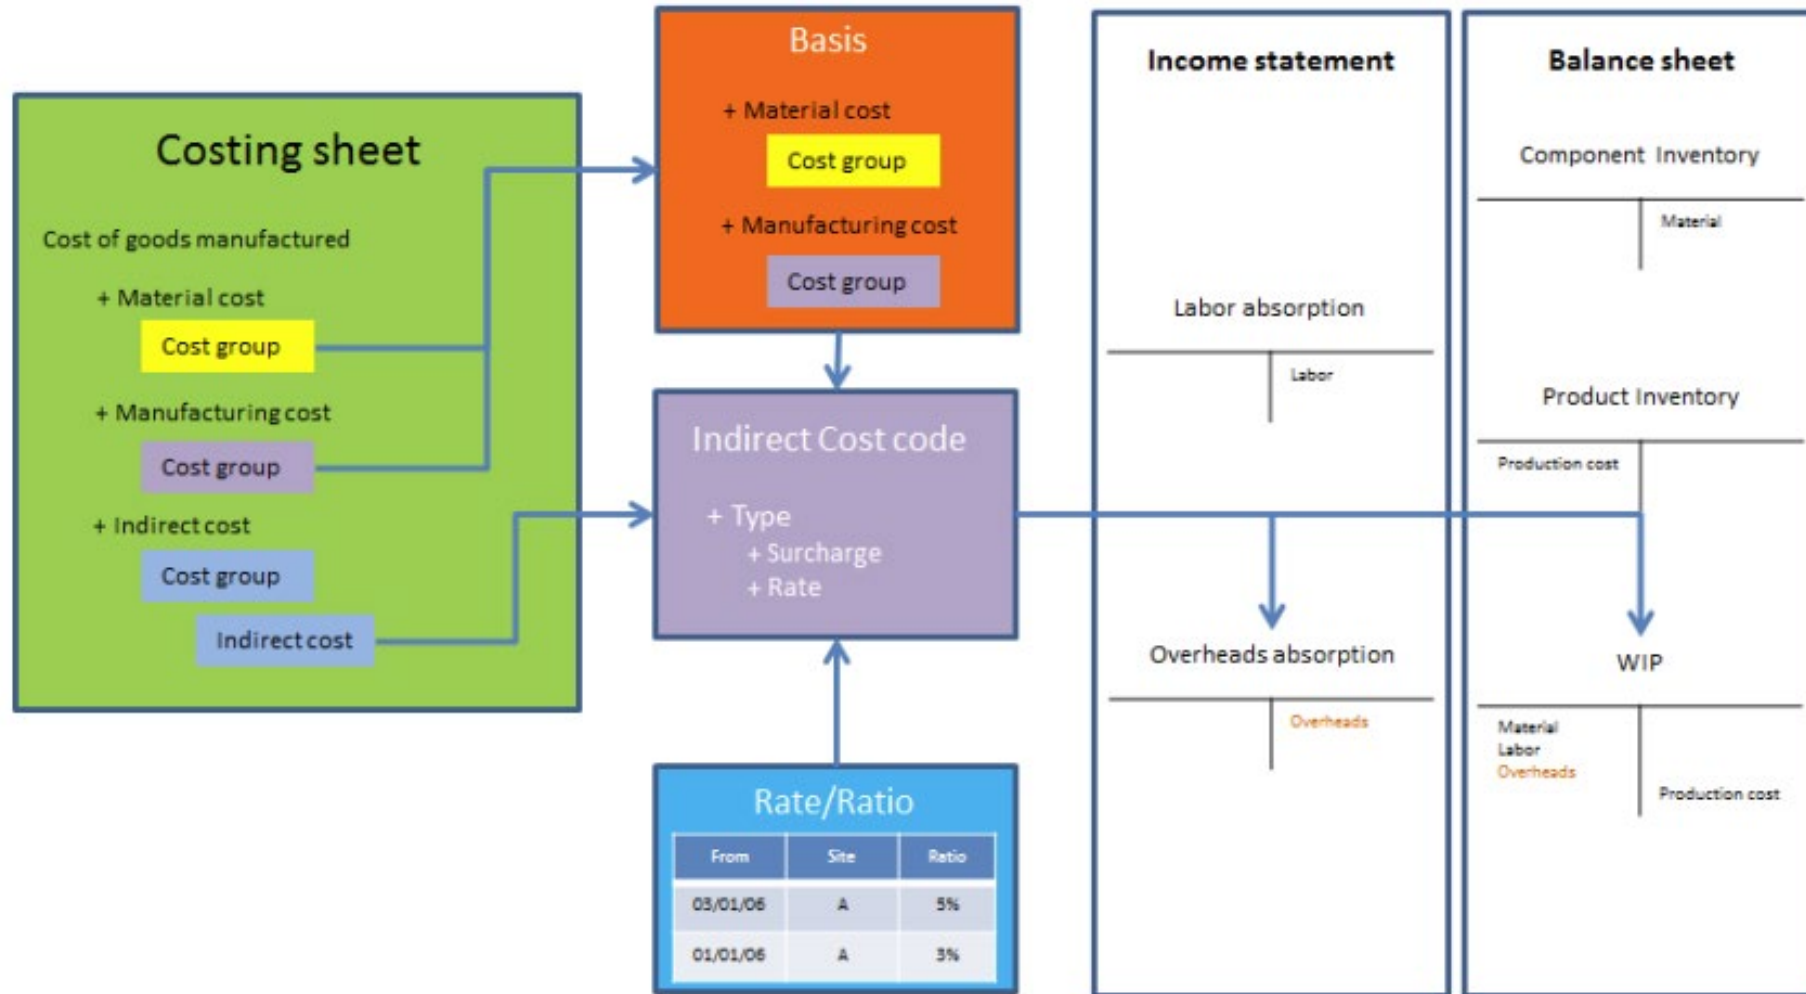 Costing sheet
Cost of goods manufactured
+ Material cost
Cost group
+ Manufacturing cost
Cost group
+ Indirect cost
Cost group
Indirect cost
Basis
+ Material cost
Cost group
+ Manufacturing cost
Cost group
Indirect Cost code
+ Type
+ Surcharge
+ Rate
Rate/Ratio
From Site Ratio
03/01/06 A 5%
01/01/06 A 3%
Income statement
Labor absorption
Labor
Overheads absorption
Overheads
Balance sheet
Component Inventory
Material
Product Inventory
Production cost
WIP
Material
Labor
Overheads
Production cost